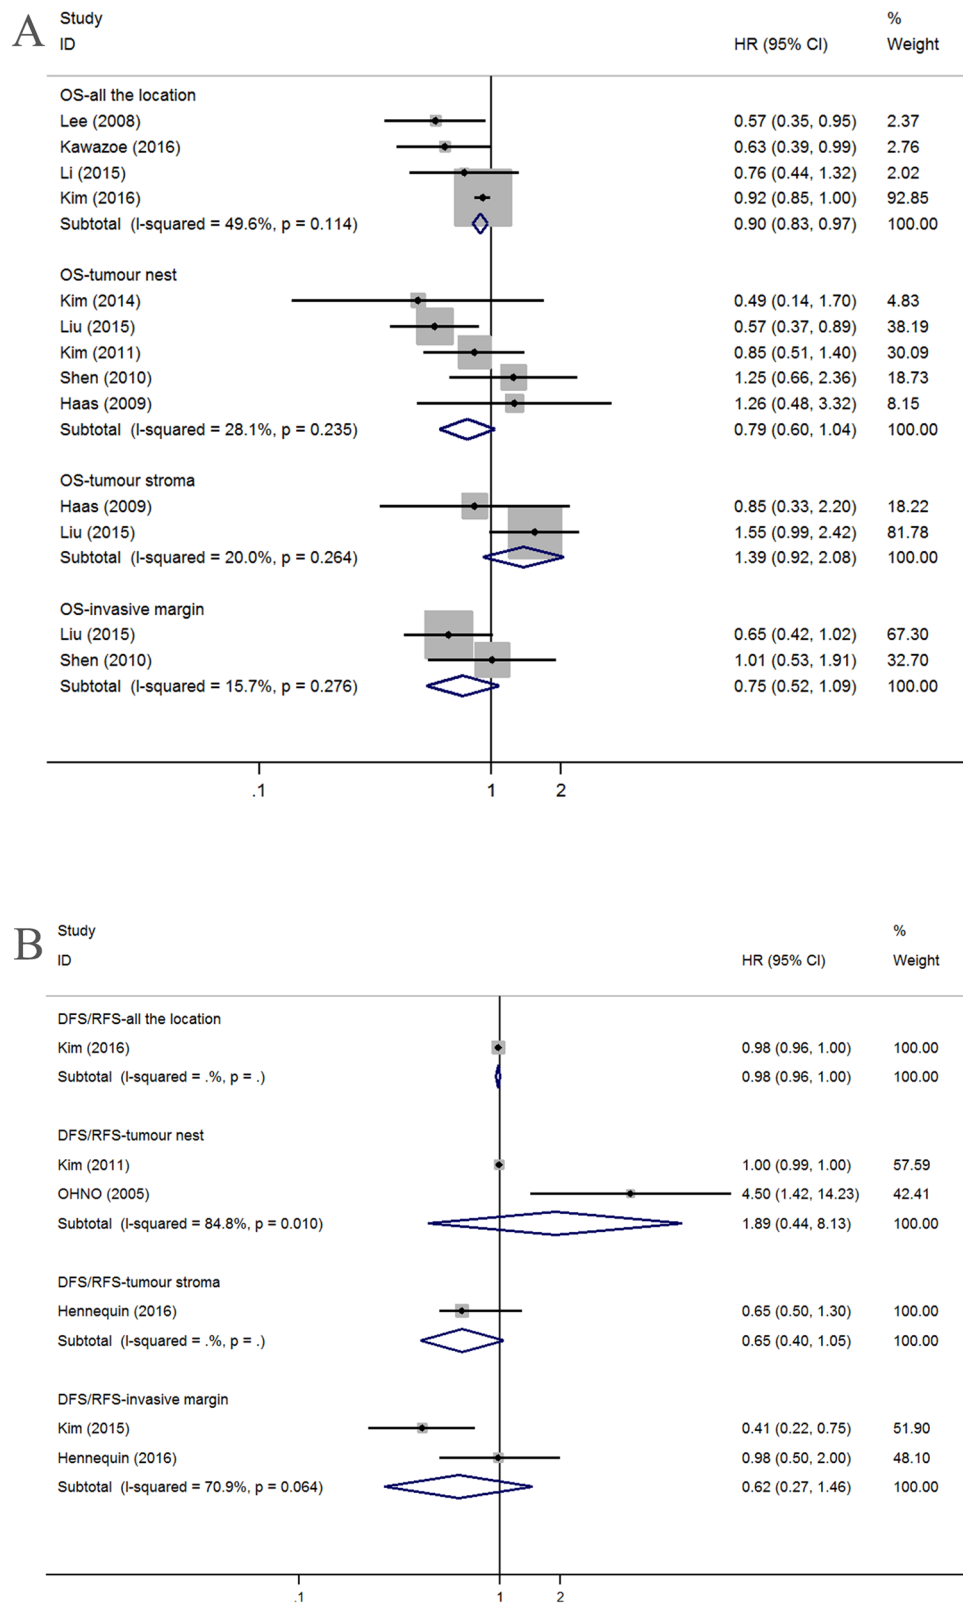 A
Study %
ID HR (95% CI) Weight
OS-all the location
Lee (2008) 0.57 (0.35, 0.95) 2.37
Kawazoe (2016) 0.63 (0.39, 0.99) 2.76
Li (2015) 0.76 (0.44, 1.32) 2.02
Kim (2016) 0.92 (0.85, 1.00) 92.85
Subtotal (I-squared = 49.6%, p = 0.114) 0.90 (0.83, 0.97) 100.00
OS-tumour nest
Kim (2014) 0.49 (0.14, 1.70) 4.83
Liu (2015) 0.57 (0.37, 0.89) 38.19
Kim (2011) 0.85 (0.51, 1.40) 30.09
Shen (2010) 1.25 (0.66, 2.36) 18.73
Haas (2009) 1.26 (0.48, 3.32) 8.15
Subtotal (I-squared = 28.1%, p = 0.235) 0.79 (0.60, 1.04) 100.00
OS-tumour stroma
Haas (2009) 0.85 (0.33, 2.20) 18.22
Liu (2015) 1.55 (0.99, 2.42) 81.78
Subtotal (I-squared = 20.0%, p = 0.264) 1.39 (0.92, 2.08) 100.00
OS-invasive margin
Liu (2015) 0.65 (0.42, 1.02) 67.30
Shen (2010) 1.01 (0.53, 1.91) 32.70
Subtotal (I-squared = 15.7%, p = 0.276) 0.75 (0.52, 1.09) 100.00
.1 1 2
B
Study %
ID HR (95% CI) Weight
DFS/RFS-all the location
Kim (2016) 0.98 (0.96, 1.00) 100.00
Subtotal (I-squared = .%, p = .) 0.98 (0.96, 1.00) 100.00
DFS/RFS-tumour nest
Kim (2011) 1.00 (0.99, 1.00) 57.59
OHNO (2005) 4.50 (1.42, 14.23) 42.41
Subtotal (I-squared = 84.8%, p = 0.010) 1.89 (0.44, 8.13) 100.00
DFS/RFS-tumour stroma
Hennequin (2016) 0.65 (0.50, 1.30) 100.00
Subtotal (I-squared = .%, p = .) 0.65 (0.40, 1.05) 100.00
DFS/RFS-invasive margin
Kim (2015) 0.41 (0.22, 0.75) 51.90
Hennequin (2016) 0.98 (0.50, 2.00) 48.10
Subtotal (I-squared = 70.9%, p = 0.064) 0.62 (0.27, 1.46) 100.00
.1 1 2